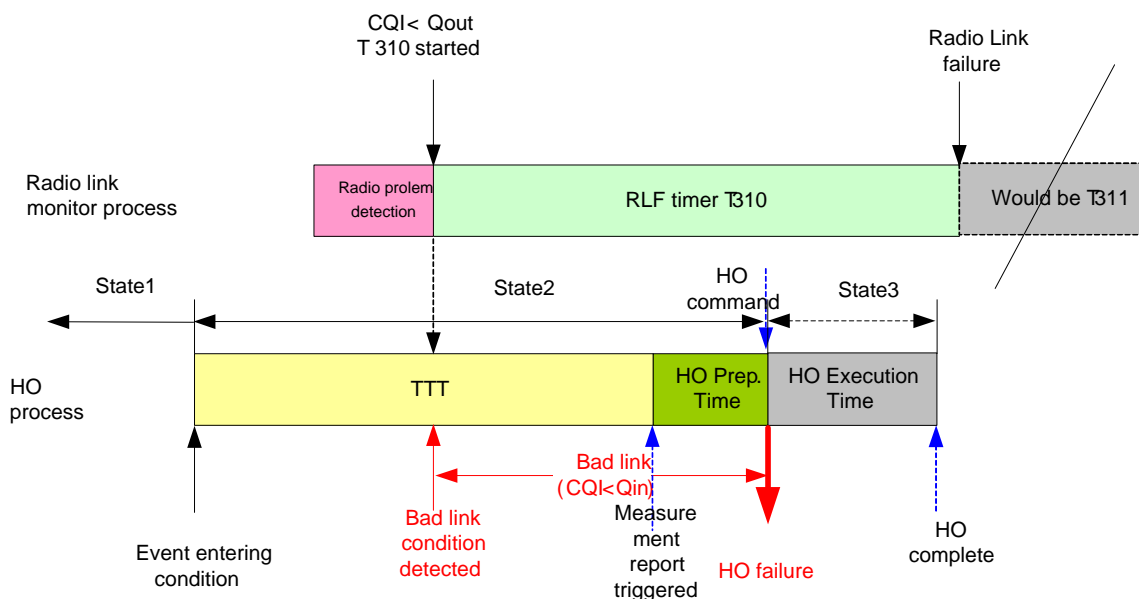 CQI< Qout
T 310 started
Radio Link
failure
Radio link
monitor process
Radio prolem
detection
RLF timer T310
Would be T311
State1
State2
HO
command
State3
HO
process
TTT
HO Prep.
Time
HO Execution
Time
Bad link
(CQI<Qin)
Event entering
condition
Bad link
condition
detected
Measure
ment
report
triggered
HO failure
HO
complete